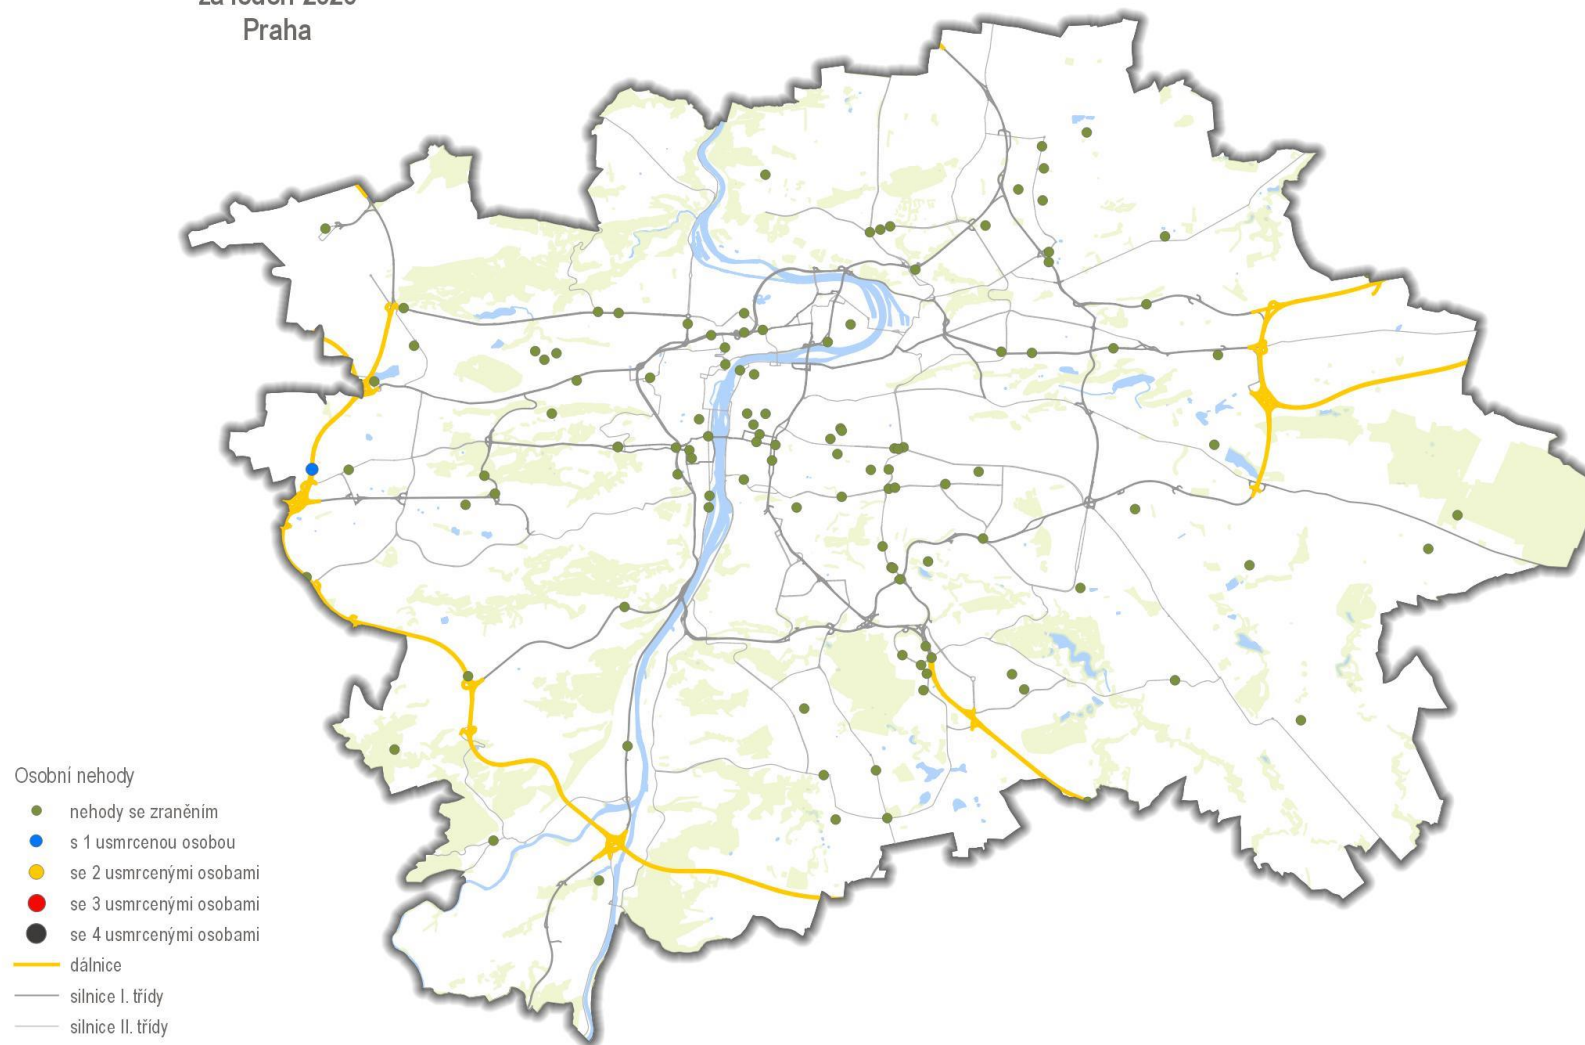 Praha
Osobní nehody
nehody se zraněním
s 1 usmrcenou osobou
se 2 usmrcenými osobami
se 3 usmrcenými osobami
se 4 usmrcenými osobami
dálnice
silnice I. třídy
silnice II. třídy